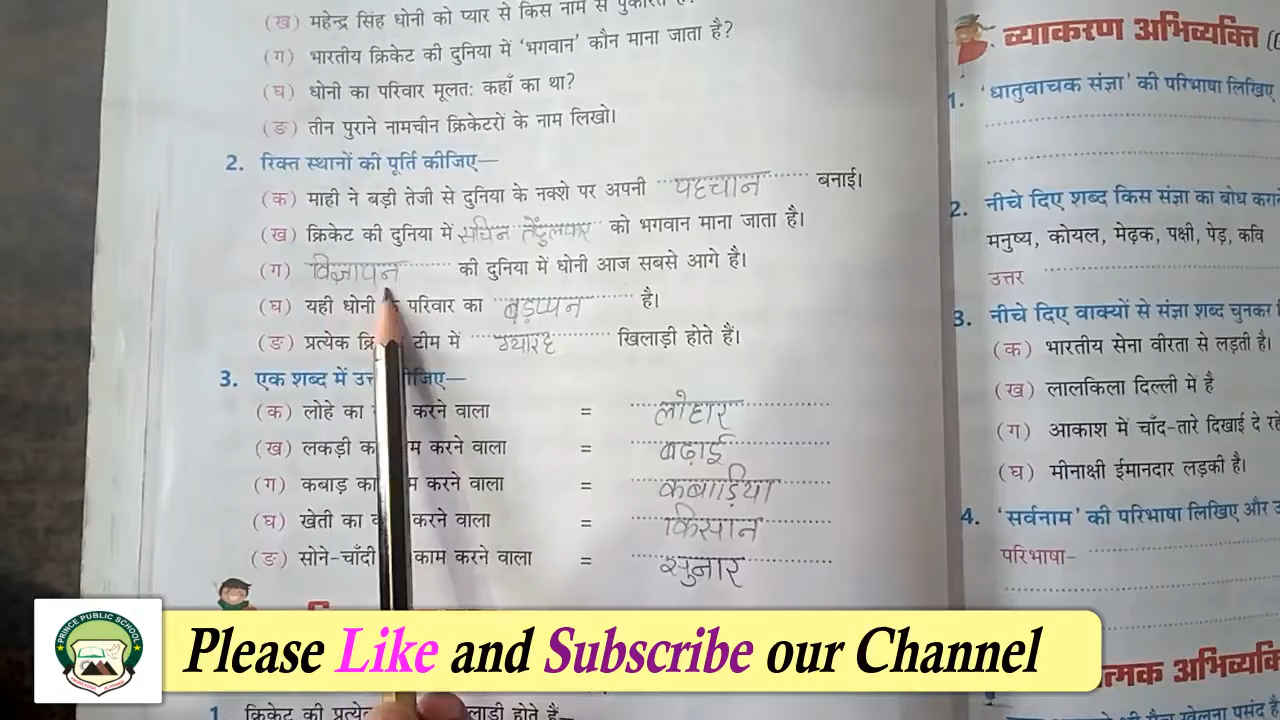 (ख) महेन्द्र सिंह धोनी को प्यार से किस नाम से पुकारते
(ग) भारतीय क्रिकेट की दुनिया में 'भगवान' कौन माना जाता है?
(घ) धोनी का परिवार मूलतः कहाँ का था?
(ङ) तीन पुराने नामचीन क्रिकेटरों के नाम लिखो।
2. रिक्त स्थानों की पूर्ति कीजिए—
(क) माही ने बड़ी तेजी से दुनिया के नक्शे पर अपनी पहचान बनाई।
(ख) क्रिकेट की दुनिया में सचिन तेंदुलकर को भगवान माना जाता है।
(ग) विज्ञापन की दुनिया में धोनी आज सबसे आगे है।
(घ) यही धोनी के परिवार का बड़प्पन है।
(ङ) प्रत्येक टीम में ग्यारह खिलाड़ी होते हैं।
3. एक शब्द में
(क) लोहे का करने वाला = लोहार
(ख) लकड़ी का करने वाला = बढ़ाई
(ग) कबाड़ का करने वाला = कबाड़िया
(घ) खेती का करने वाला = किसान
(ङ) सोने-चाँदी काम करने वाला = सुनार
1. क्रिकेट की होते हैं—
व्याकरण अभिव्यक्ति
1. 'धातुवाचक संज्ञा' की परिभाषा लिखिए
2. नीचे दिए शब्द किस संज्ञा का बोध
मनुष्य, कोयल, मेढ़क, पक्षी, पेड़, कवि
उत्तर
3. नीचे दिए वाक्यों से संज्ञा शब्द चुनकर
(क) भारतीय सेना वीरता से लड़ती है।
(ख) लालकिला दिल्ली में है
(ग) आकाश में चाँद-तारे दिखाई दे रहे
(घ) मीनाक्षी ईमानदार लड़की है।
4. 'सर्वनाम' की परिभाषा लिखिए और
परिभाषा-
PRINCE PUBLIC SCHOOL
Please Like and Subscribe our Channel